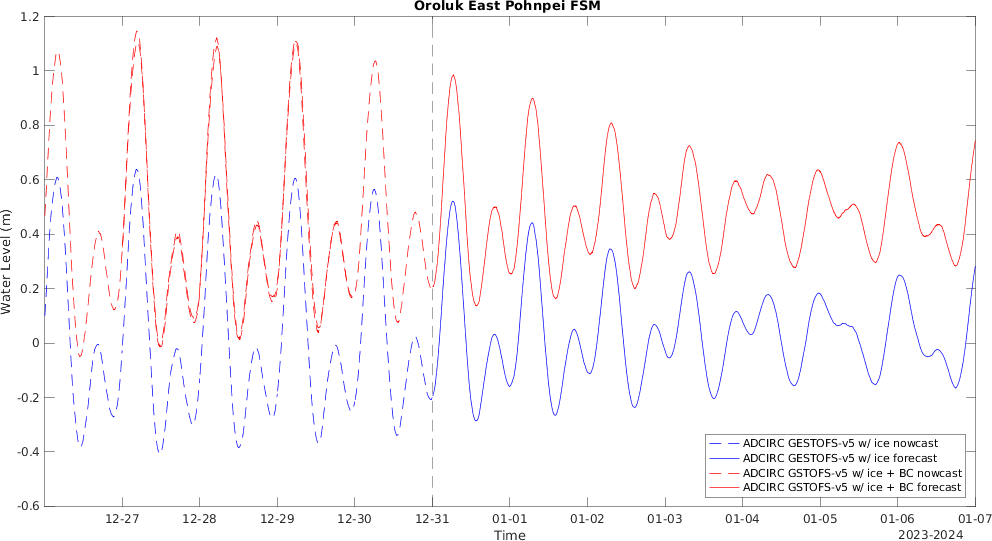 Oroluk East Pohnpei FSM
1.2
1
0.8
0.6
0.4
0.2
0
-0.2
-0.4
-0.6
Water Level (m)
ADCIRC GESTOFS-v5 w/ ice nowcast
ADCIRC GESTOFS-v5 w/ ice forecast
ADCIRC GSTOFS-v5 w/ ice + BC nowcast
ADCIRC GSTOFS-v5 w/ ice + BC forecast
12-27 12-28 12-29 12-30 12-31 01-01 01-02 01-03 01-04 01-05 01-06 01-07
Time
2023-2024